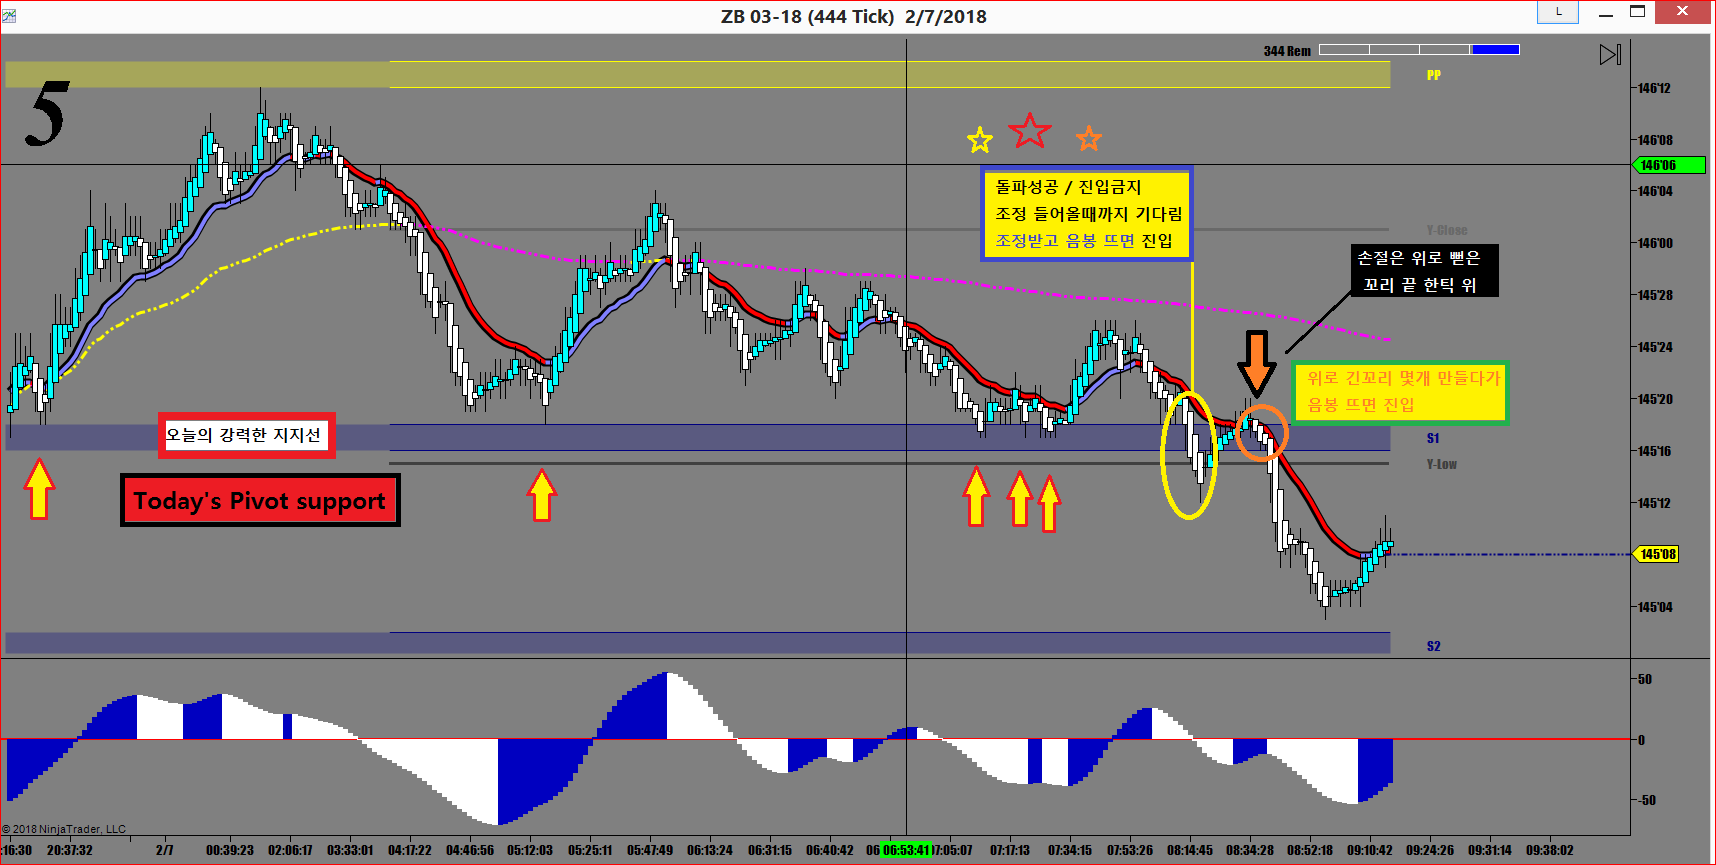 ZB 03-18 (444 Tick)  2/7/2018
L
344 Rem
PP
5
146'12
146'08
146'06
146'04
돌파성공 / 진입금지
조정 들어올때까지 기다림
조정받고 음봉 뜨면 진입
Y-Close
146'00
손절은 위로 뻗은
꼬리 끝 한틱 위
145'28
145'24
위로 긴꼬리 몇개 만들다가
음봉 뜨면 진입
145'20
오늘의 강력한 지지선
S1
145'16
Y-Low
Today's Pivot support
145'12
145'08
145'04
S2
50
0
-50
© 2018 NinjaTrader, LLC
:16:30 20:37:32 2/7 00:39:23 02:06:17 03:33:01 04:17:22 04:46:56 05:12:03 05:25:11 05:47:49 06:13:24 06:31:15 06:40:42 06:53:41 07:05:07 07:17:13 07:34:15 07:53:26 08:14:45 08:34:28 08:52:18 09:10:42 09:24:26 09:31:14 09:38:02